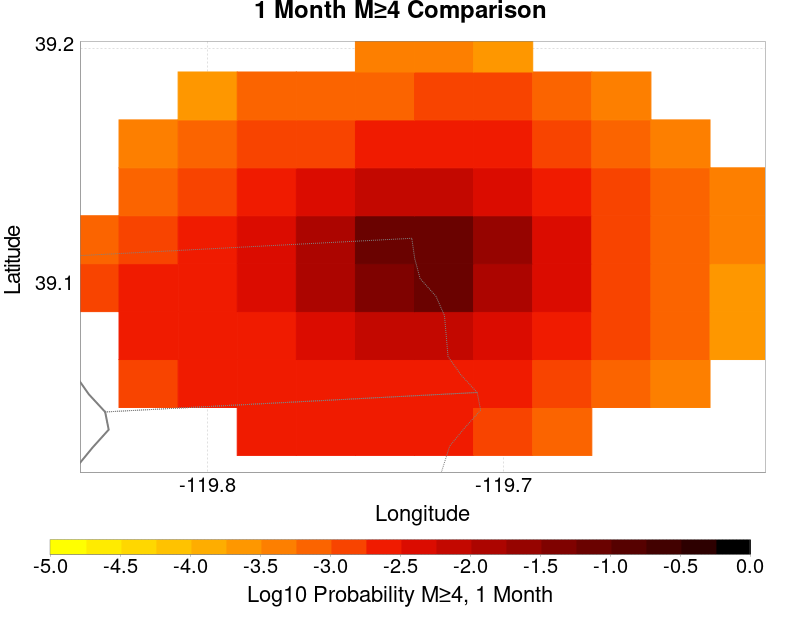 1 Month M≥4 Comparison
39.2
39.1
Latitude
-119.8 -119.7
Longitude
-5.0 -4.5 -4.0 -3.5 -3.0 -2.5 -2.0 -1.5 -1.0 -0.5 0.0
Log10 Probability M≥4, 1 Month